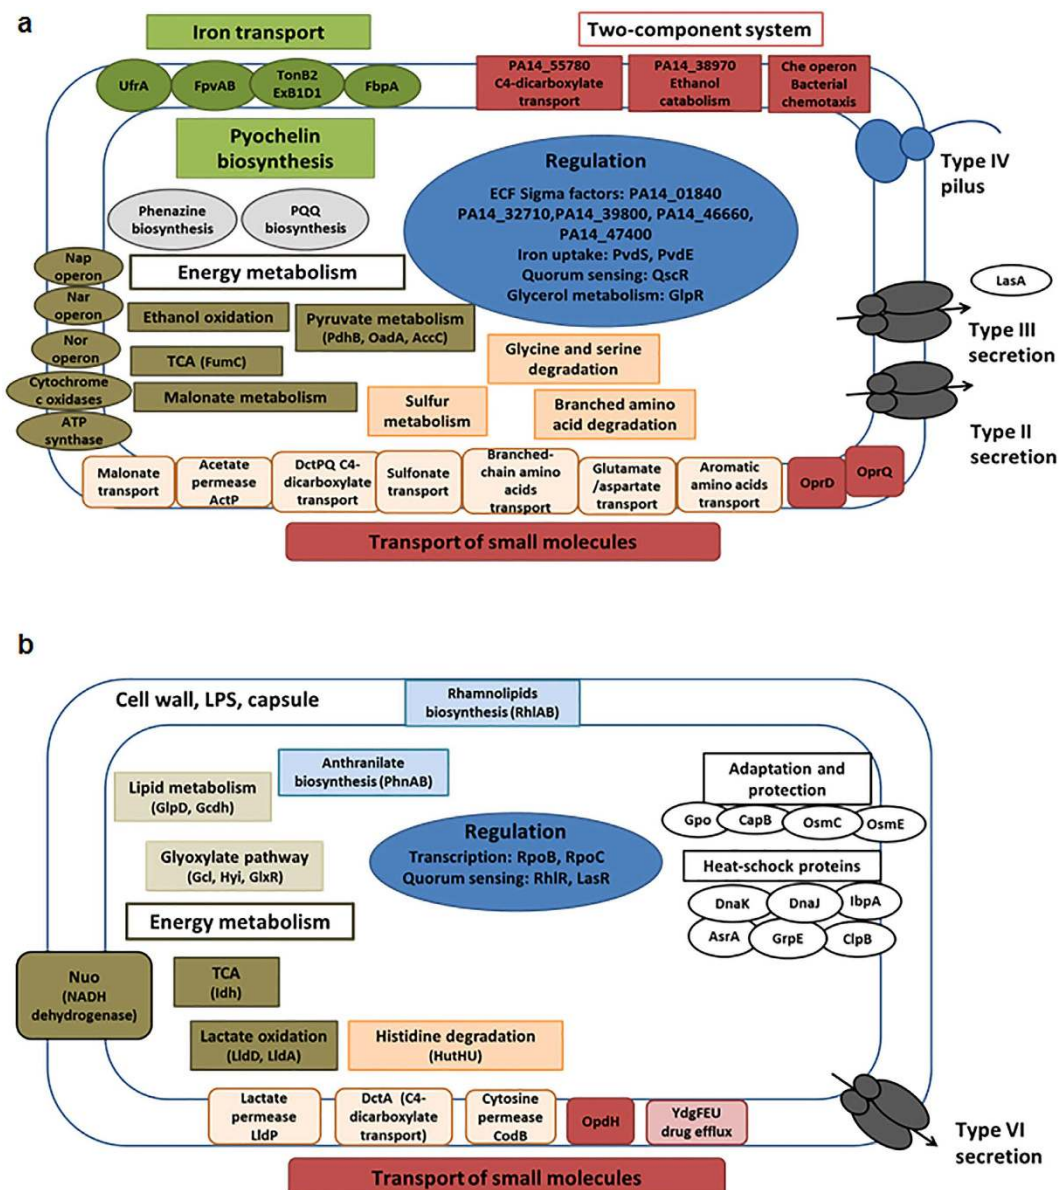 a
Iron transport
Two-component system
UfrA
FpvAB
TonB2
ExB1D1
FbpA
PA14_55780
C4-dicarboxylate
transport
PA14_38970
Ethanol
catabolism
Che operon
Bacterial
chemotaxis
Pyochelin
biosynthesis
Type IV
pilus
Regulation
ECF Sigma factors: PA14_01840
PA14_32710,PA14_39800, PA14_46660,
PA14_47400
Iron uptake: PvdS, PvdE
Quorum sensing: QscR
Glycerol metabolism: GlpR
Phenazine
biosynthesis
PQQ
biosynthesis
Nap
operon
Energy metabolism
Nar
operon
Ethanol oxidation
Pyruvate metabolism
(PdhB, OadA, AccC)
LasA
Type III
secretion
Nor
operon
TCA (FumC)
Glycine and serine
degradation
Cytochrome
c oxidases
Malonate metabolism
Sulfur
metabolism
Branched amino
acid degradation
ATP
synthase
Type II
secretion
Malonate
transport
Acetate
permease
ActP
DctPQ C4-
dicarboxylate
transport
Sulfonate
transport
Branched-
chain amino
acids
transport
Glutamate
/aspartate
transport
Aromatic
amino acids
transport
OprD
OprQ
Transport of small molecules
b
Cell wall, LPS, capsule
Rhamnolipids
biosynthesis (RhlAB)
Anthranilate
biosynthesis (PhnAB)
Lipid metabolism
(GlpD, Gcdh)
Adaptation and
protection
Gpo
CapB
OsmC
OsmE
Regulation
Transcription: RpoB, RpoC
Quorum sensing: RhlR, LasR
Glyoxylate pathway
(Gcl, Hyi, GlxR)
Heat-schock proteins
DnaK
DnaJ
IbpA
AsrA
GrpE
ClpB
Energy metabolism
Nuo
(NADH
dehydrogenase)
TCA
(Idh)
Lactate oxidation
(LldD, LldA)
Histidine degradation
(HutHU)
Lactate
permease
LldP
DctA (C4-
dicarboxylate
transport)
Cytosine
permease
CodB
OpdH
YdgFEU
drug efflux
Type VI
secretion
Transport of small molecules